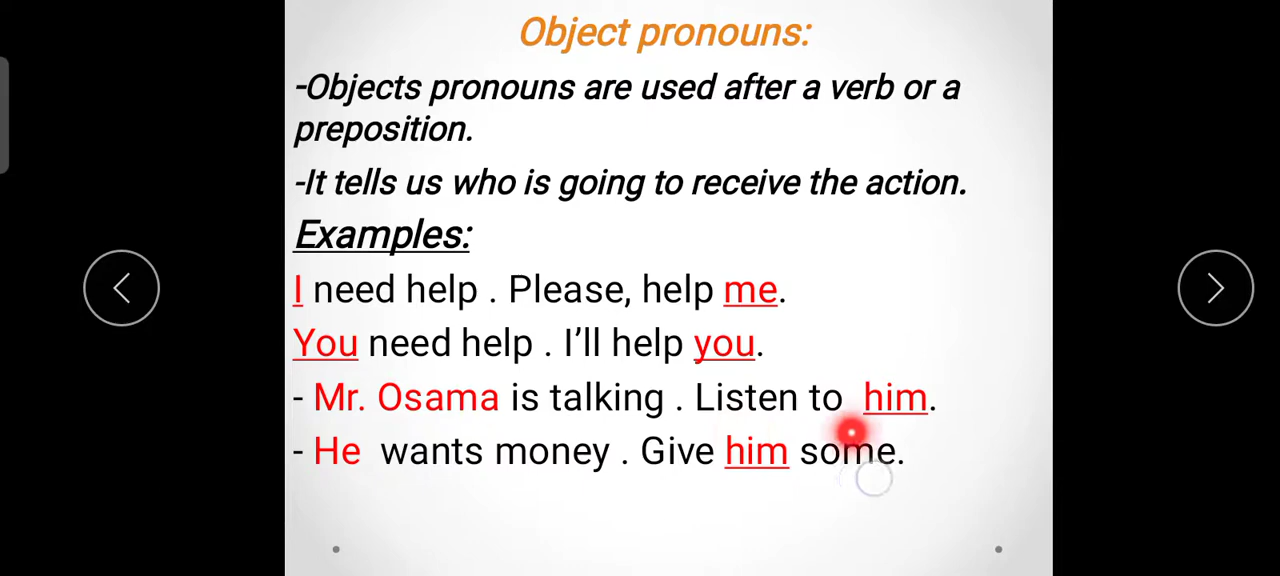 Object pronouns:
-Objects pronouns are used after a verb or a
preposition.
-It tells us who is going to receive the action.
Examples:
I need help . Please, help me.
You need help . I’ll help you.
- Mr. Osama is talking . Listen to him.
- He wants money . Give him some.